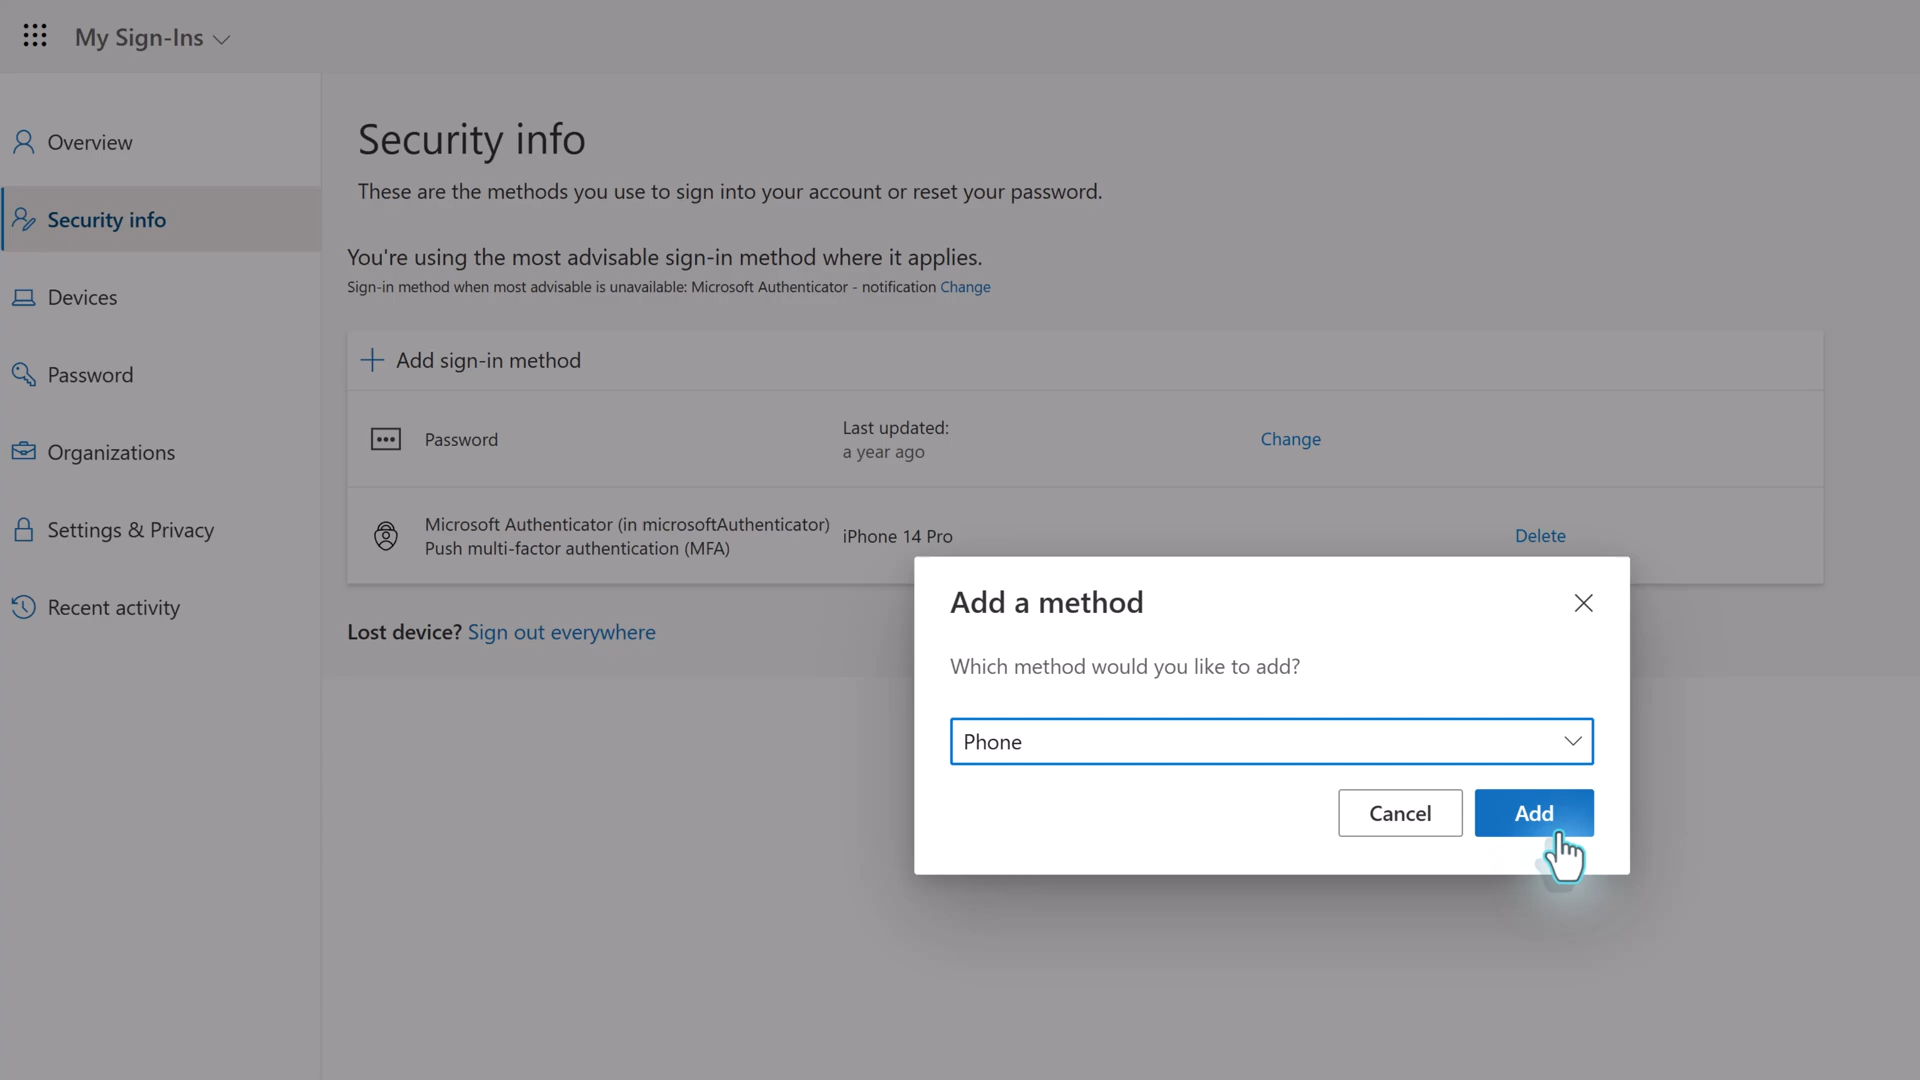 My Sign-Ins
Overview
Security info
Devices
Password
Organizations
Settings & Privacy
Recent activity
Security info
These are the methods you use to sign into your account or reset your password.
You're using the most advisable sign-in method where it applies.
Sign-in method when most advisable is unavailable: Microsoft Authenticator - notification Change
Add sign-in method
Password
Last updated:
a year ago
Change
Microsoft Authenticator (in microsoftAuthenticator)
Push multi-factor authentication (MFA)
iPhone 14 Pro
Delete
Lost device? Sign out everywhere
Add a method
Which method would you like to add?
Phone
Cancel
Add